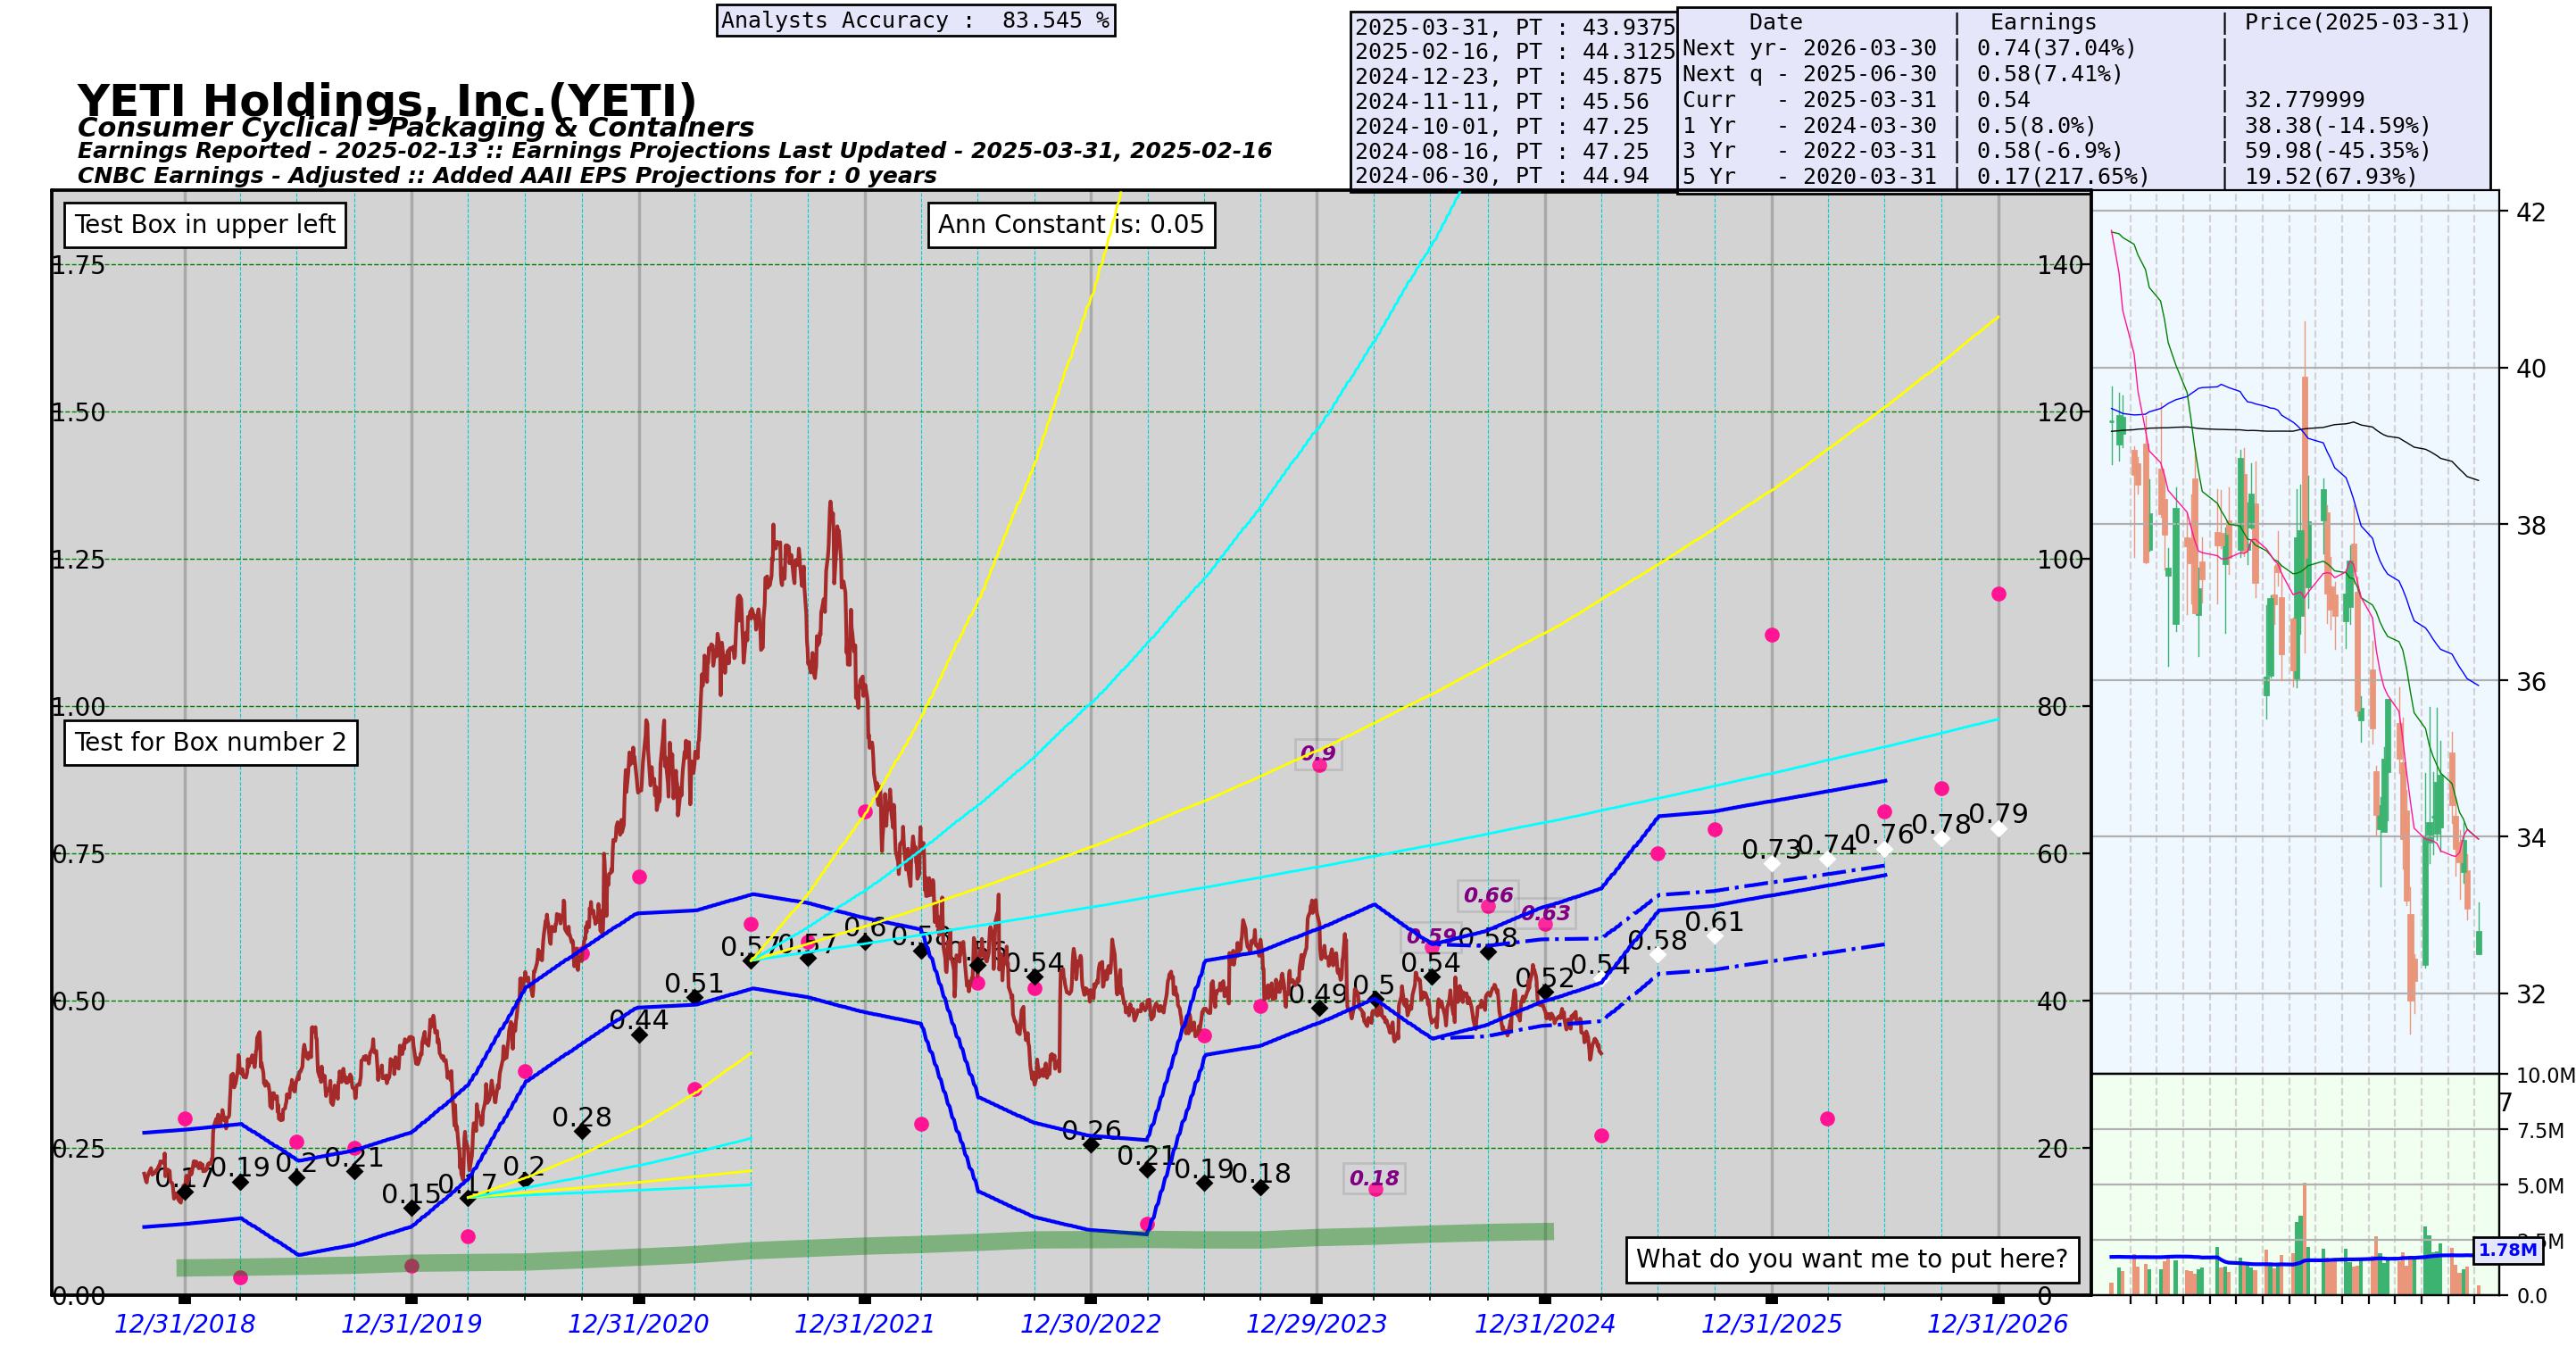 Analysts Accuracy :  83.545 %
2025-03-31, PT : 43.9375
2025-02-16, PT : 44.3125
2024-12-23, PT : 45.875
2024-11-11, PT : 45.56
2024-10-01, PT : 47.25
2024-08-16, PT : 47.25
2024-06-30, PT : 44.94
Date | Earnings | Price(2025-03-31)
Next yr- 2026-03-30 | 0.74(37.04%) |
Next q - 2025-06-30 | 0.58(7.41%) |
Curr - 2025-03-31 | 0.54 | 32.779999
1 Yr - 2024-03-30 | 0.5(8.0%) | 38.38(-14.59%)
3 Yr - 2022-03-31 | 0.58(-6.9%) | 59.98(-45.35%)
5 Yr - 2020-03-31 | 0.17(217.65%) | 19.52(67.93%)
YETI Holdings, Inc.(YETI)
Consumer Cyclical - Packaging & Containers
Earnings Reported - 2025-02-13 :: Earnings Projections Last Updated - 2025-03-31, 2025-02-16
CNBC Earnings - Adjusted :: Added AAII EPS Projections for : 0 years
Test Box in upper left
Ann Constant is: 0.05
Test for Box number 2
What do you want me to put here?
1.75
1.50
1.25
1.00
0.75
0.50
0.25
0.00
140
120
100
80
60
40
20
0
0.17
0.19
0.2
0.21
0.15
0.17
0.2
0.28
0.44
0.51
0.57
0.57
0.6
0.58
0.56
0.54
0.26
0.21
0.19
0.18
0.49
0.5
0.54
0.58
0.52
0.54
0.58
0.61
0.73
0.74
0.76
0.78
0.79
0.9
0.18
0.59
0.66
0.63
42
40
38
36
34
32
10.0M
7
7.5M
5.0M
1.78M
0.0
12/31/2018
12/31/2019
12/31/2020
12/31/2021
12/30/2022
12/29/2023
12/31/2024
12/31/2025
12/31/2026